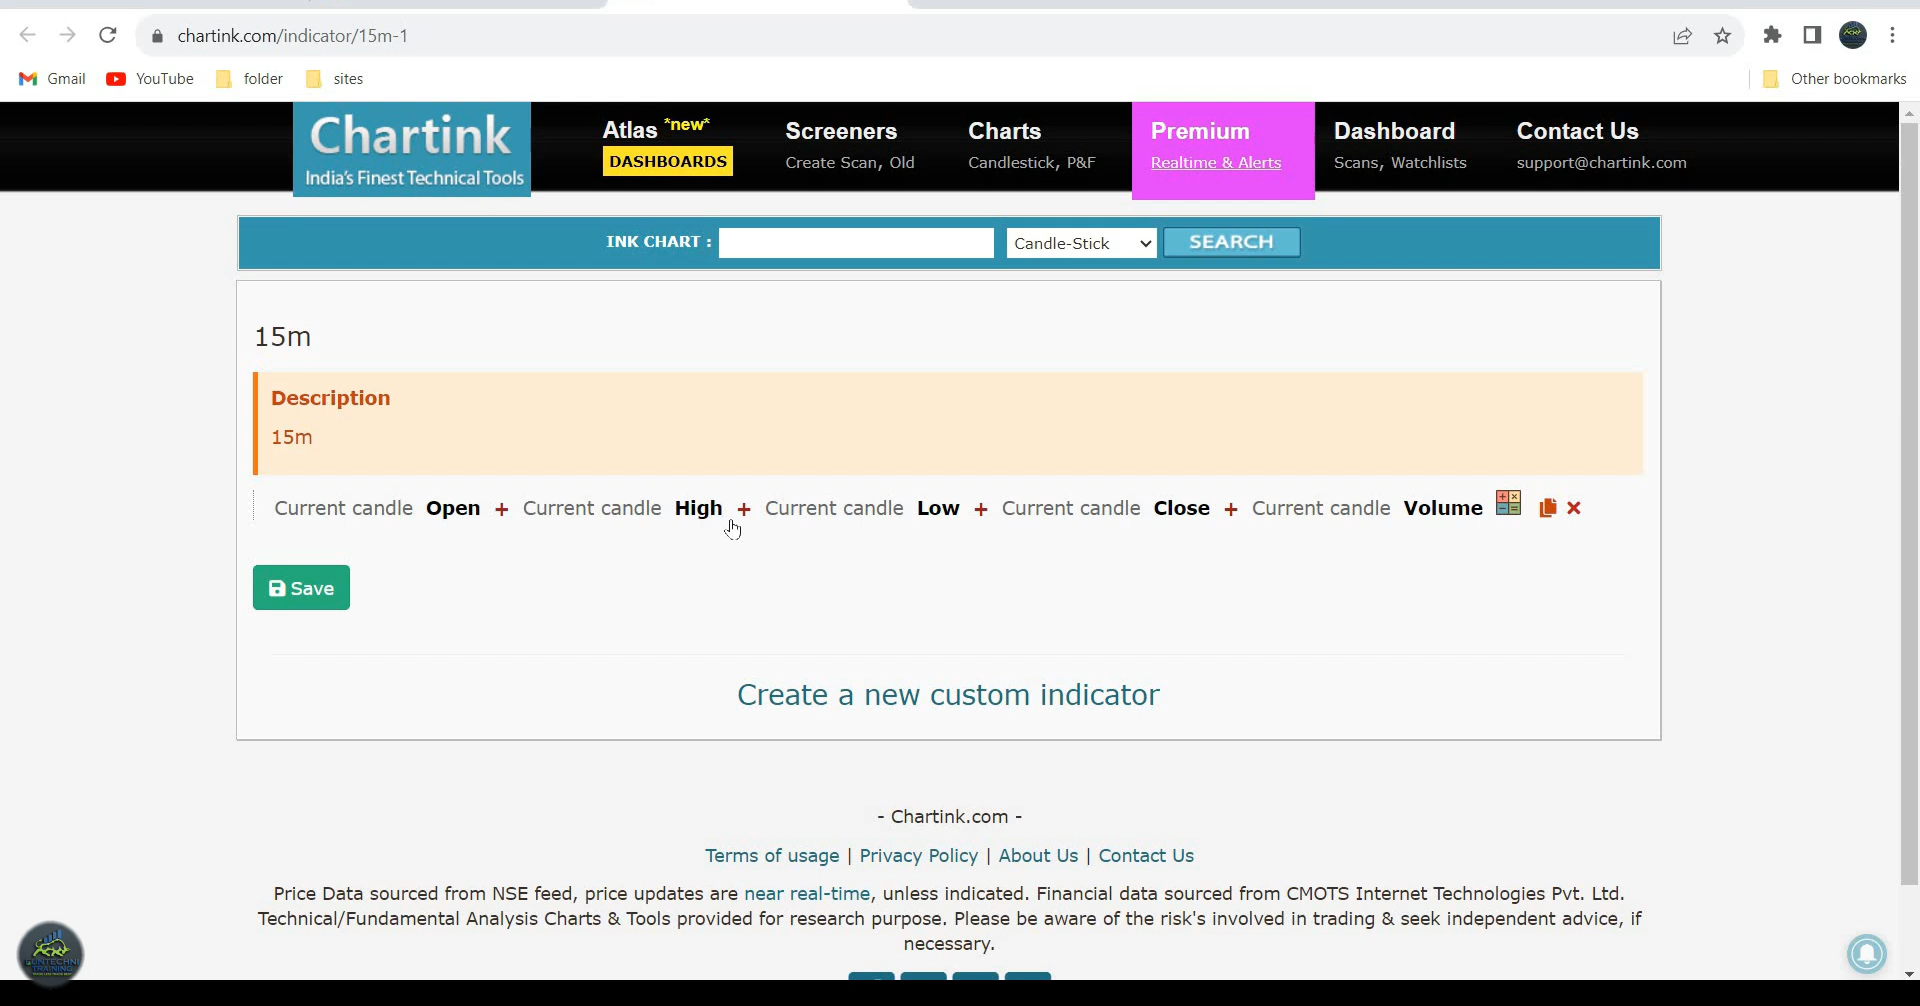 chartink.com/indicator/15m-1
Gmail YouTube folder sites Other bookmarks
Chartink
India's Finest Technical Tools
Atlas *new*
DASHBOARDS
Screeners
Create Scan, Old
Charts
Candlestick, P&F
Premium
Realtime & Alerts
Dashboard
Scans, Watchlists
Contact Us
support@chartink.com
INK CHART : Candle-Stick SEARCH
15m
Description
15m
Current candle Open + Current candle High + Current candle Low + Current candle Close + Current candle Volume
Save
Create a new custom indicator
- Chartink.com -
Terms of usage | Privacy Policy | About Us | Contact Us
Price Data sourced from NSE feed, price updates are near real-time, unless indicated. Financial data sourced from CMOTS Internet Technologies Pvt. Ltd.
Technical/Fundamental Analysis Charts & Tools provided for research purpose. Please be aware of the risk's involved in trading & seek independent advice, if
necessary.
TRAINING